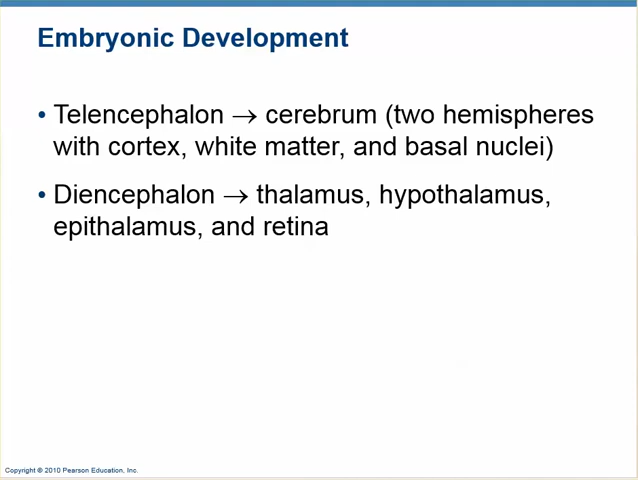 Embryonic Development
• Telencephalon → cerebrum (two hemispheres
with cortex, white matter, and basal nuclei)
• Diencephalon → thalamus, hypothalamus,
epithalamus, and retina
Copyright © 2010 Pearson Education, Inc.